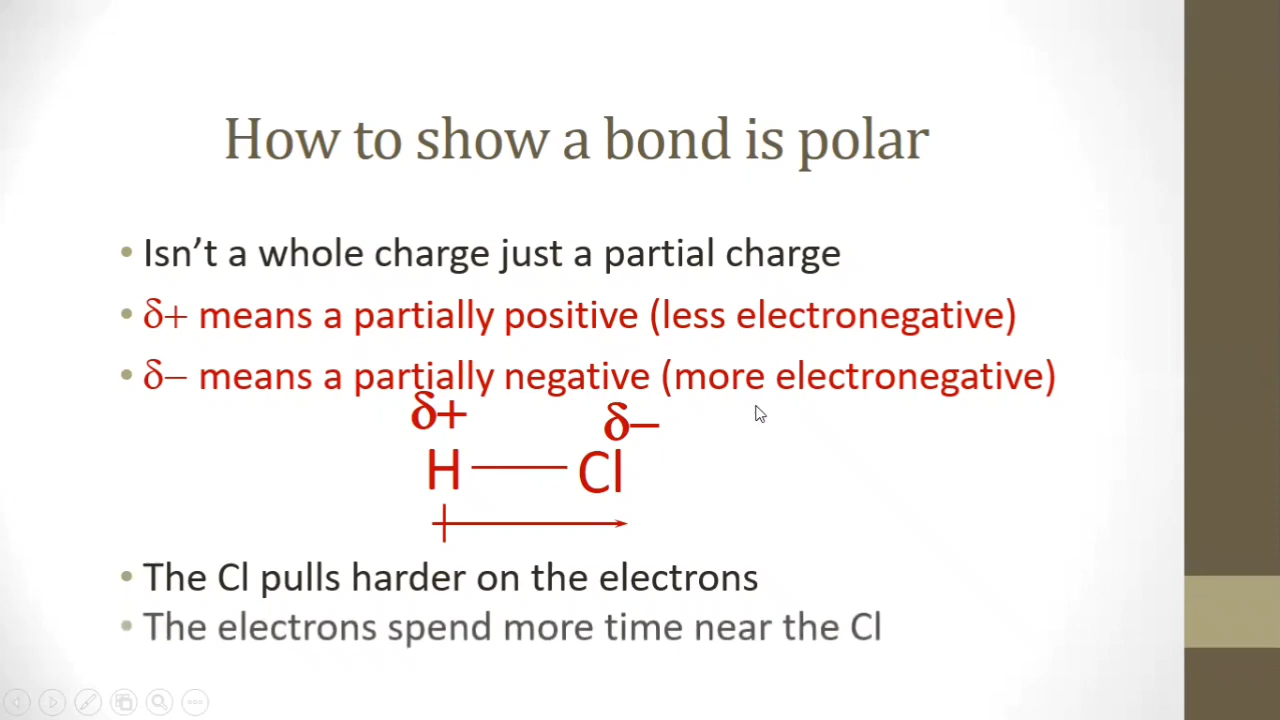 How to show a bond is polar
• Isn’t a whole charge just a partial charge
• δ+ means a partially positive (less electronegative)
• δ− means a partially negative (more electronegative)
δ+ δ−
H — Cl
• The Cl pulls harder on the electrons
• The electrons spend more time near the Cl